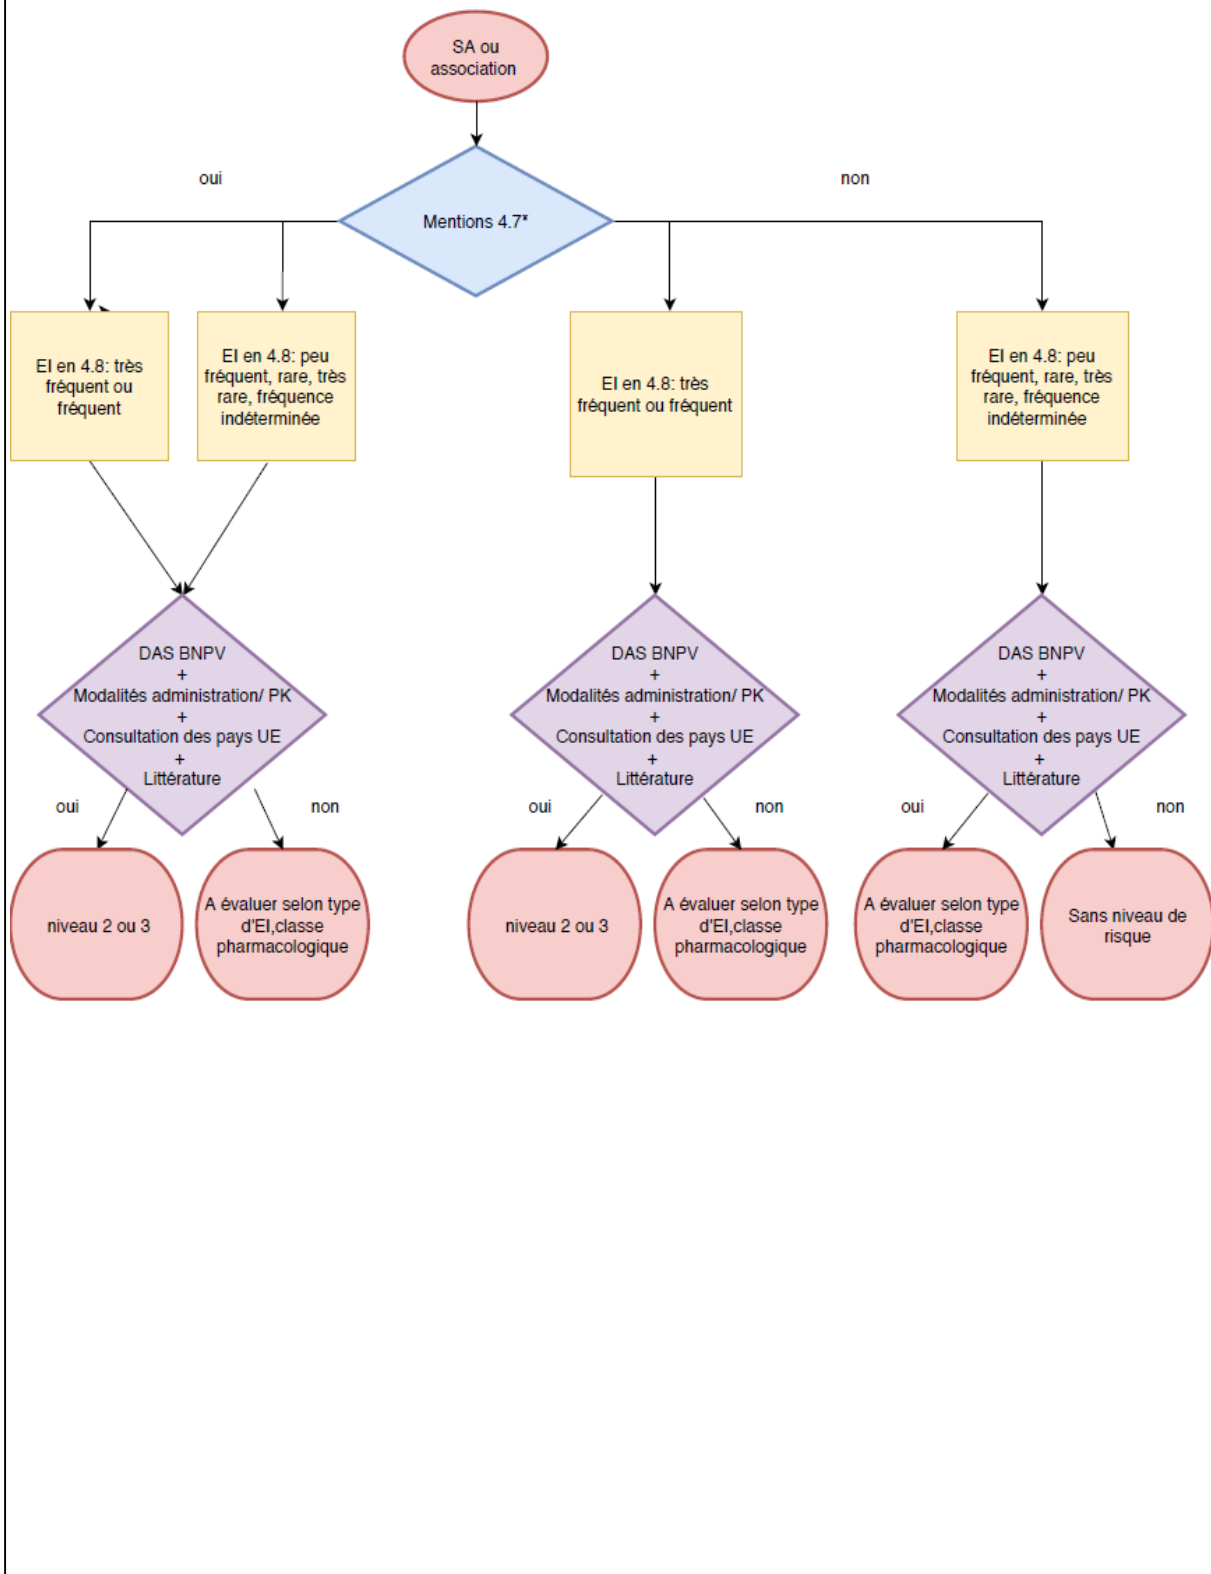 SA ou
association
oui
non
Mentions 4.7*
EI en 4.8: très
fréquent ou
fréquent
EI en 4.8: peu
fréquent, rare, très
rare, fréquence
indéterminée
EI en 4.8: très
fréquent ou fréquent
EI en 4.8: peu
fréquent, rare, très
rare, fréquence
indéterminée
DAS BNPV
+
Modalités administration/ PK
+
Consultation des pays UE
+
Littérature
DAS BNPV
+
Modalités administration/ PK
+
Consultation des pays UE
+
Littérature
DAS BNPV
+
Modalités administration/ PK
+
Consultation des pays UE
+
Littérature
oui
non
oui
non
oui
non
niveau 2 ou 3
A évaluer selon type
d'EI,classe
pharmacologique
niveau 2 ou 3
A évaluer selon type
d'EI,classe
pharmacologique
A évaluer selon type
d'EI,classe
pharmacologique
Sans niveau de
risque